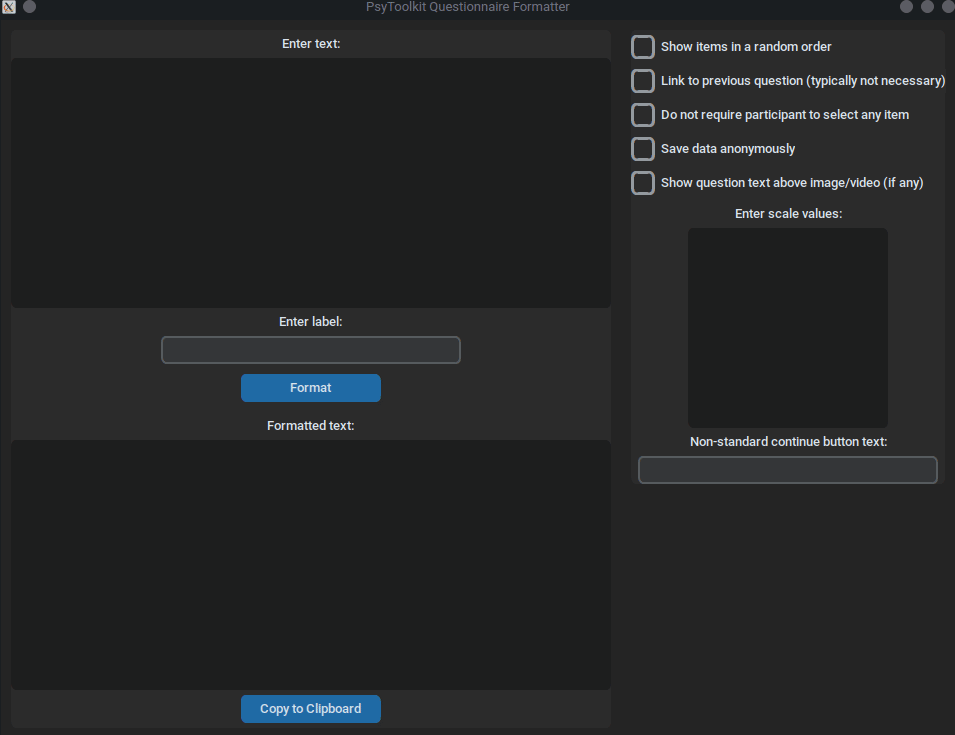 PsyToolkit Questionnaire Formatter
Enter text:
Enter label:
Format
Formatted text:
Copy to Clipboard
Show items in a random order
Link to previous question (typically not necessary)
Do not require participant to select any item
Save data anonymously
Show question text above image/video (if any)
Enter scale values:
Non-standard continue button text: